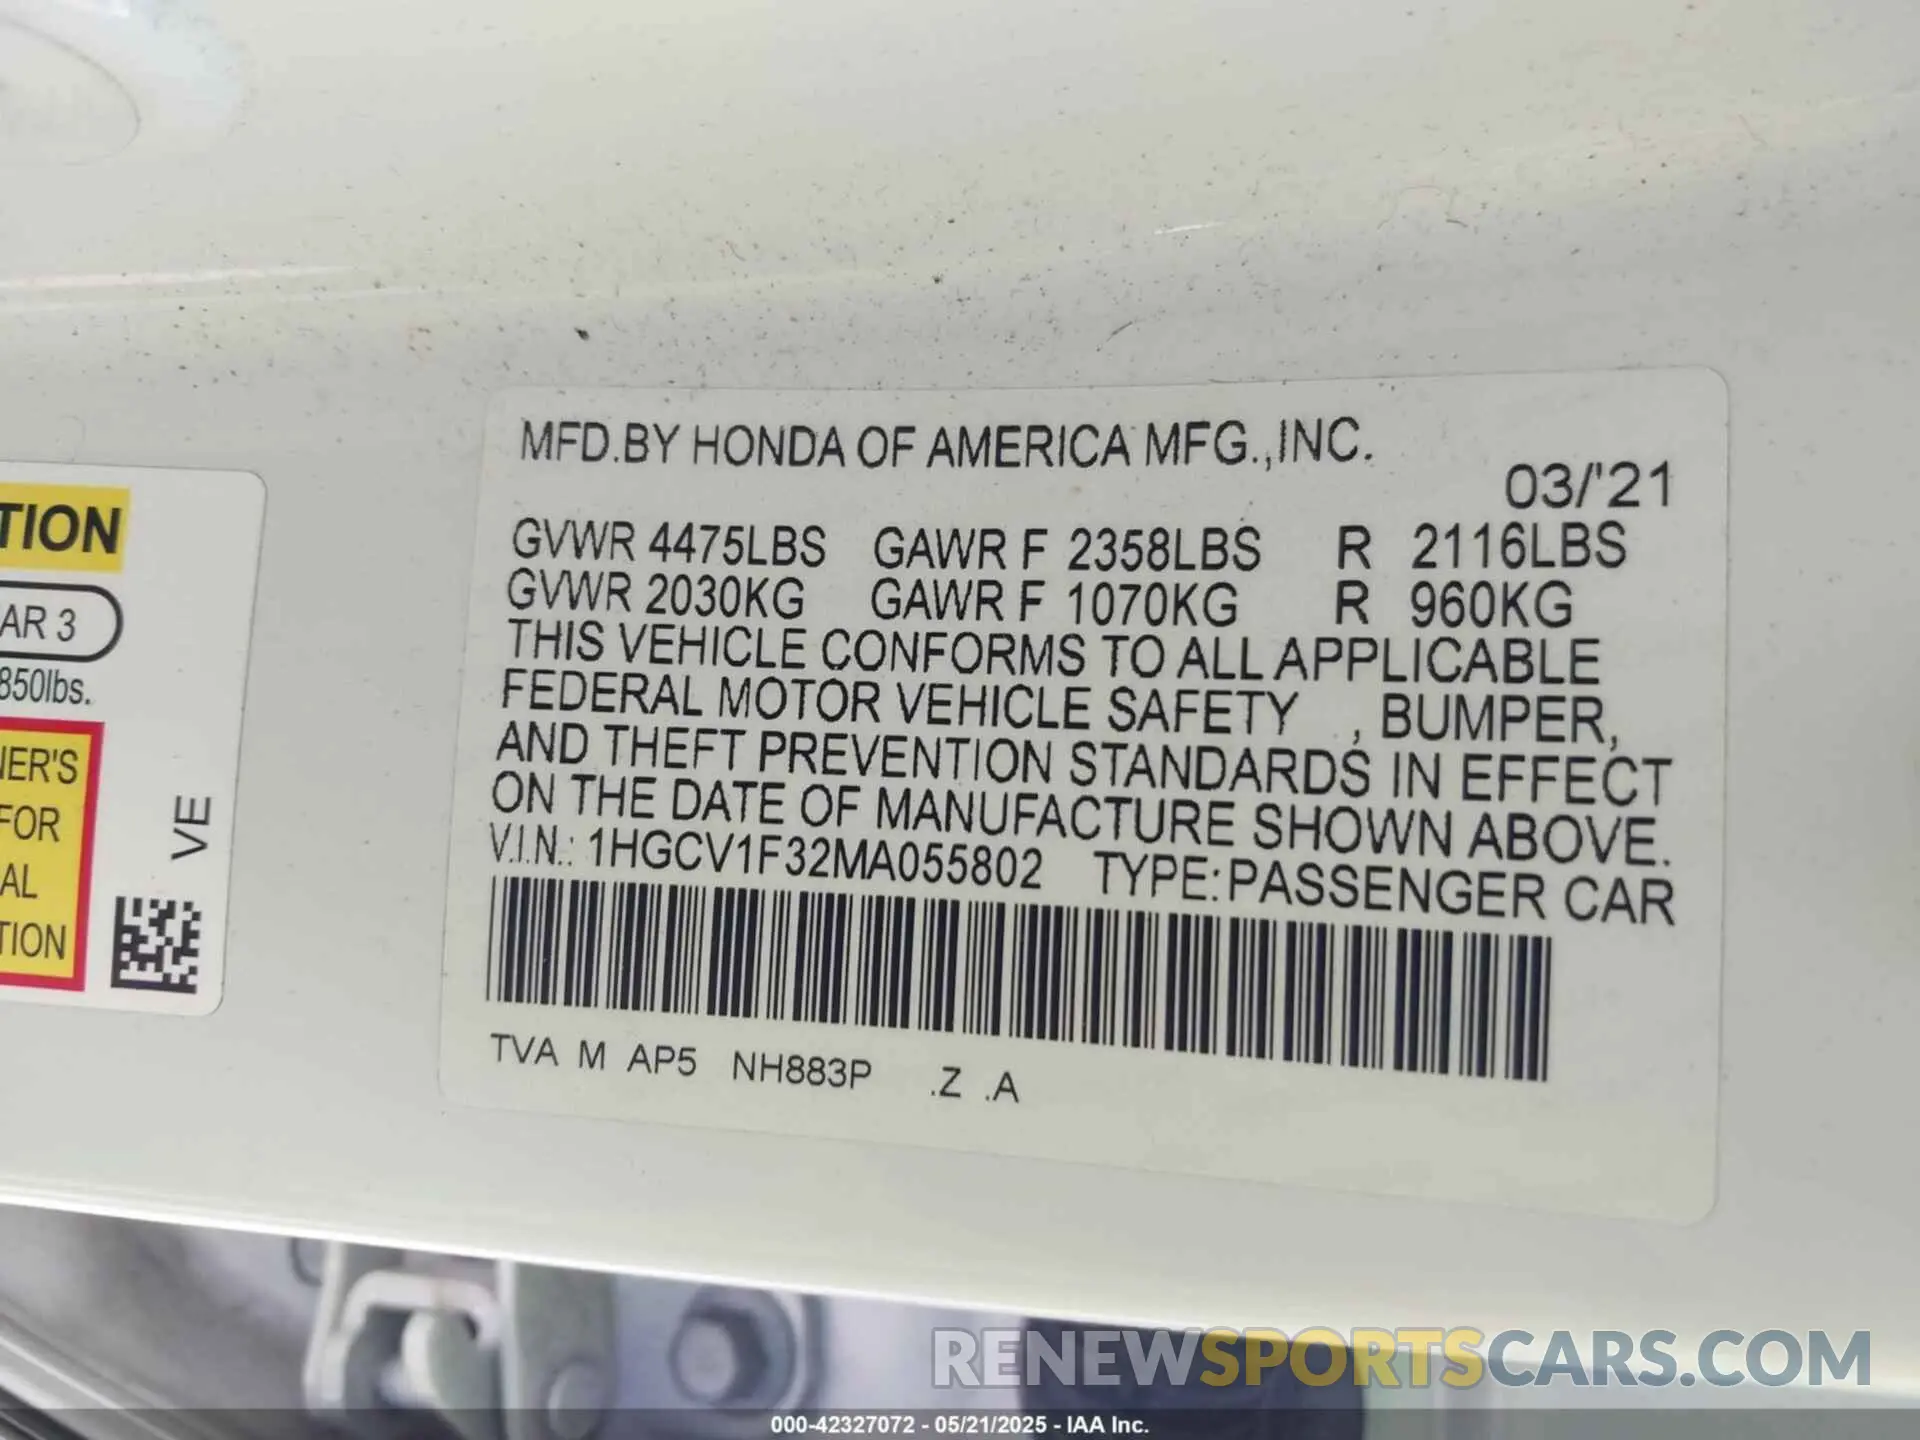 MFD.BY HONDA OF AMERICA MFG.,INC.
03/'21
GVWR 4475LBS GAWR F 2358LBS R 2116LBS
GVWR 2030KG GAWR F 1070KG R 960KG
THIS VEHICLE CONFORMS TO ALL APPLICABLE
FEDERAL MOTOR VEHICLE SAFETY , BUMPER,
AND THEFT PREVENTION STANDARDS IN EFFECT
ON THE DATE OF MANUFACTURE SHOWN ABOVE.
V.I.N.: 1HGCV1F32MA055802 TYPE:PASSENGER CAR
TVA M AP5 NH883P .Z .A
TION
AR 3
850lbs.
NER'S
FOR
AL
TION
VE
RENEWSPORTSCARS.COM
000-42327072 - 05/21/2025 - IAA Inc.